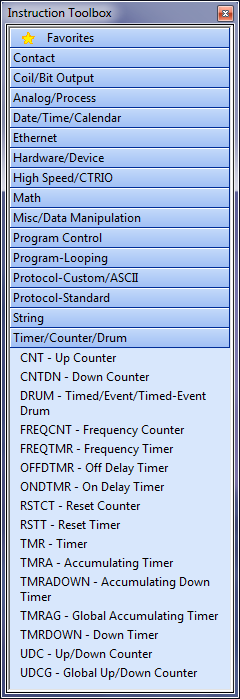 Instruction Toolbox
Favorites
Contact
Coil/Bit Output
Analog/Process
Date/Time/Calendar
Ethernet
Hardware/Device
High Speed/CTRIO
Math
Misc/Data Manipulation
Program Control
Program-Looping
Protocol-Custom/ASCII
Protocol-Standard
String
Timer/Counter/Drum
CNT - Up Counter
CNTDN - Down Counter
DRUM - Timed/Event/Timed-Event
Drum
FREQCNT - Frequency Counter
FREQTMR - Frequency Timer
OFFDTMR - Off Delay Timer
ONDTMR - On Delay Timer
RSTCT - Reset Counter
RSTT - Reset Timer
TMR - Timer
TMRA - Accumulating Timer
TMRADOWN - Accumulating Down
Timer
TMRAG - Global Accumulating Timer
TMRDOWN - Down Timer
UDC - Up/Down Counter
UDCG - Global Up/Down Counter